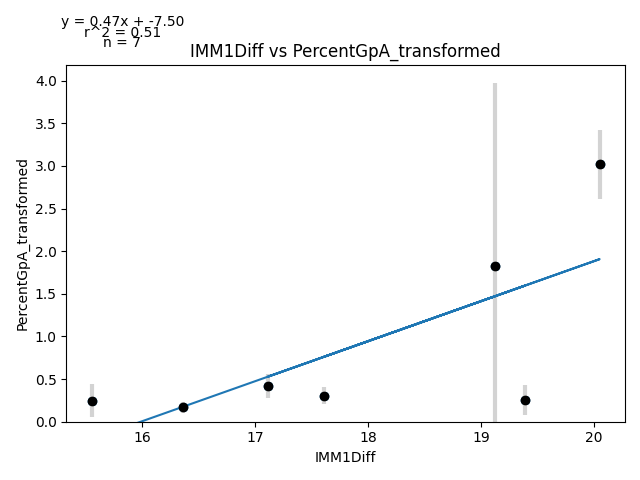 y = 0.47x + -7.50
r^2 = 0.51
n = 7
IMM1Diff vs PercentGpA_transformed
PercentGpA_transformed
4.0
3.5
3.0
2.5
2.0
1.5
1.0
0.5
0.0
16 17 18 19 20
IMM1Diff